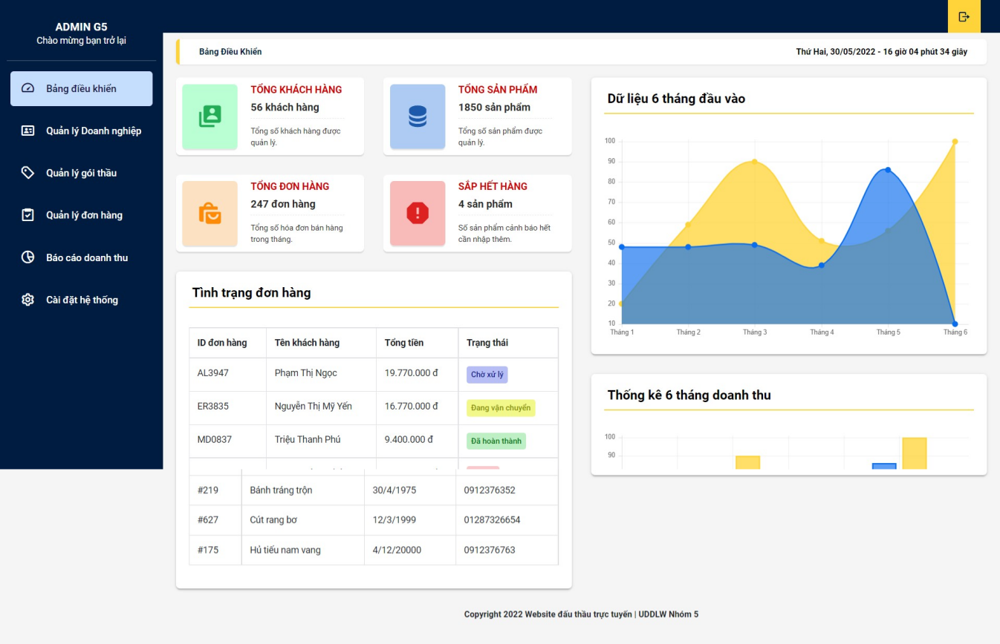 ADMIN G5
Chào mừng bạn trở lại
Bảng điều khiển
Quản lý Doanh nghiệp
Quản lý gói thầu
Quản lý đơn hàng
Báo cáo doanh thu
Cài đặt hệ thống
Bảng Điều Khiển
Thứ Hai, 30/05/2022 - 16 giờ 04 phút 34 giây
TỔNG KHÁCH HÀNG
56 khách hàng
Tổng số khách hàng được
quản lý.
TỔNG SẢN PHẨM
1850 sản phẩm
Tổng số sản phẩm được
quản lý.
TỔNG ĐƠN HÀNG
247 đơn hàng
Tổng số hóa đơn bán hàng
trong tháng.
SẮP HẾT HÀNG
4 sản phẩm
Số sản phẩm cảnh báo hết
cần nhập thêm.
Tình trạng đơn hàng
ID đơn hàng Tên khách hàng Tổng tiền Trạng thái
AL3947 Phạm Thị Ngọc 19.770.000 đ Chờ xử lý
ER3835 Nguyễn Thị Mỹ Yến 16.770.000 đ Đang vận chuyển
MD0837 Triệu Thanh Phú 9.400.000 đ Đã hoàn thành
#219 Bánh tráng trộn 30/4/1975 0912376352
#627 Cút rang bơ 12/3/1999 01287326654
#175 Hủ tiếu nam vang 4/12/20000 0912376763
Dữ liệu 6 tháng đầu vào
100
90
80
70
60
50
40
30
20
10
Tháng 1 Tháng 2 Tháng 3 Tháng 4 Tháng 5 Tháng 6
Thống kê 6 tháng doanh thu
100
90
Copyright 2022 Website đấu thầu trực tuyến | UDDLW Nhóm 5